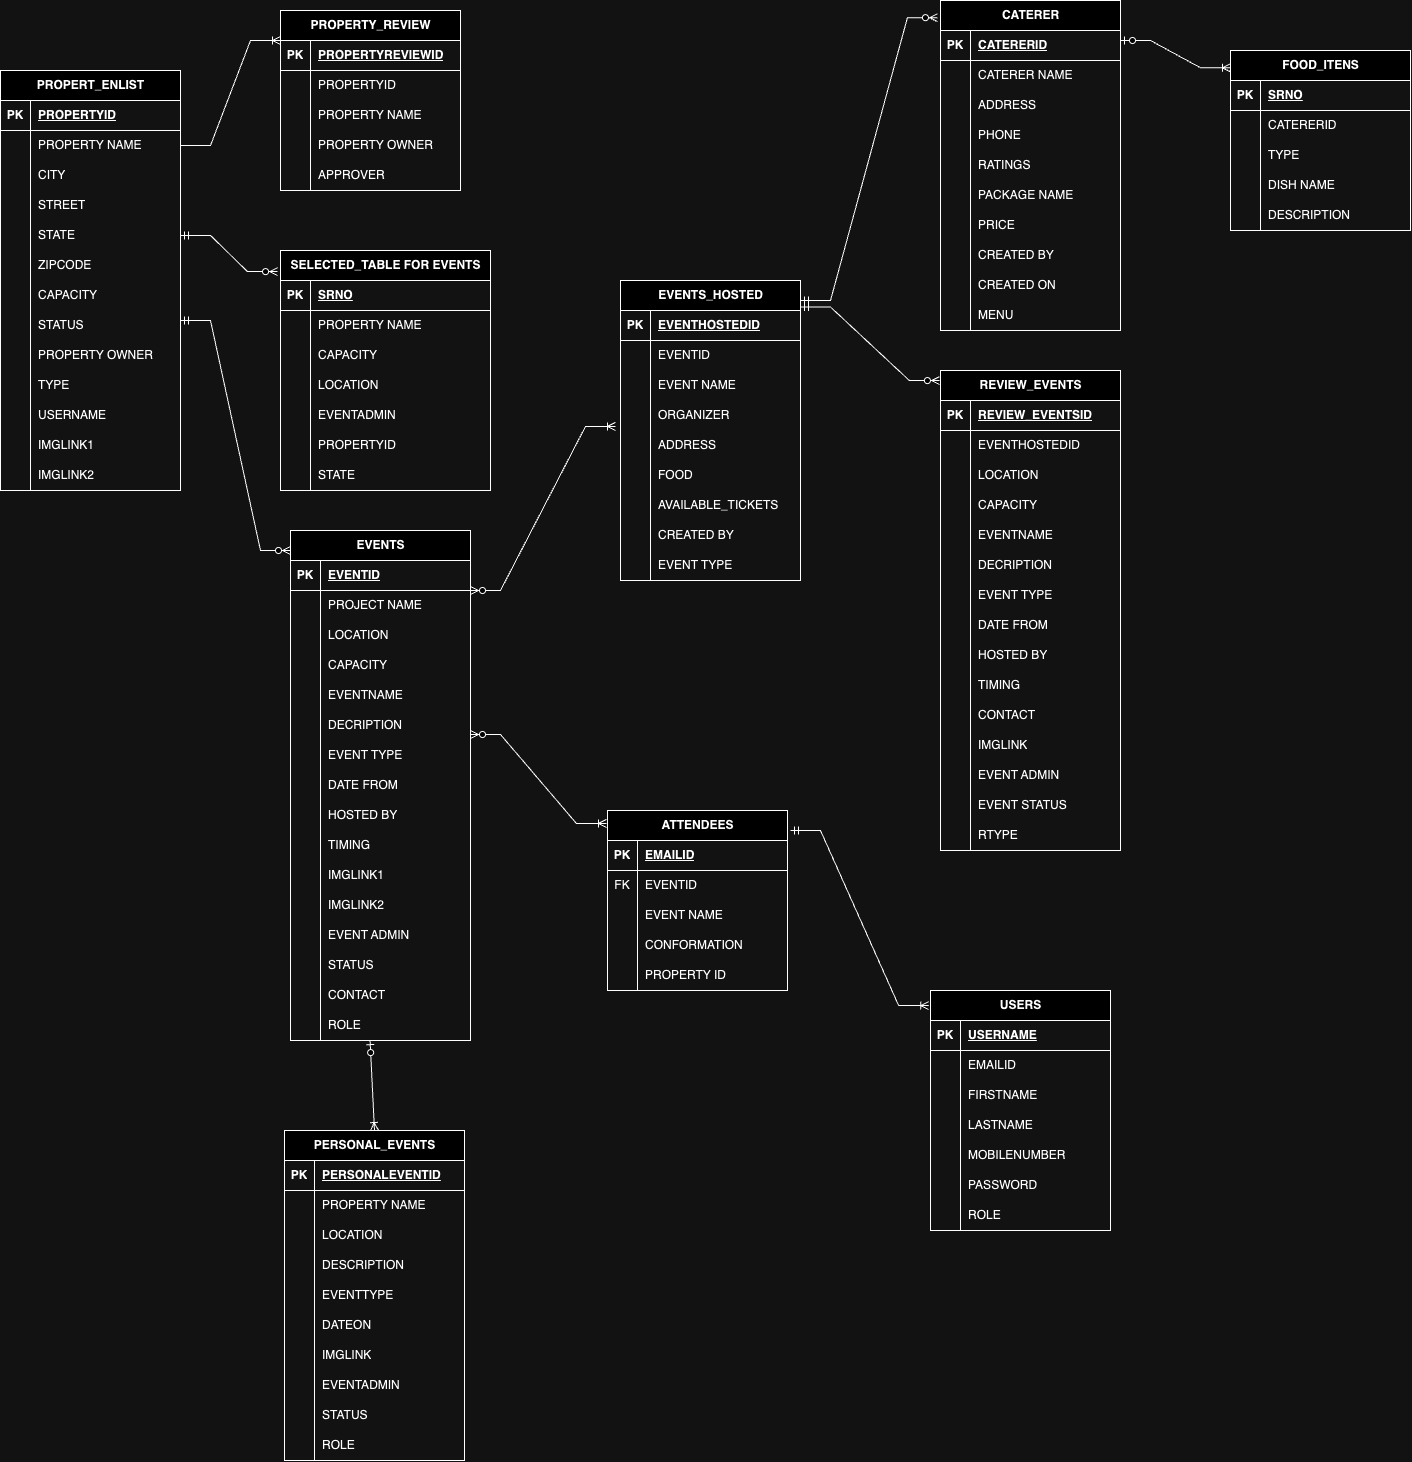 PROPERTY_REVIEW
PK PROPERTYREVIEWID
PROPERTYID
PROPERTY NAME
PROPERTY OWNER
APPROVER
PROPERT_ENLIST
PK PROPERTYID
PROPERTY NAME
CITY
STREET
STATE
ZIPCODE
CAPACITY
STATUS
PROPERTY OWNER
TYPE
USERNAME
IMGLINK1
IMGLINK2
SELECTED_TABLE FOR EVENTS
PK SRNO
PROPERTY NAME
CAPACITY
LOCATION
EVENTADMIN
PROPERTYID
STATE
EVENTS
PK EVENTID
PROJECT NAME
LOCATION
CAPACITY
EVENTNAME
DECRIPTION
EVENT TYPE
DATE FROM
HOSTED BY
TIMING
IMGLINK1
IMGLINK2
EVENT ADMIN
STATUS
CONTACT
ROLE
PERSONAL_EVENTS
PK PERSONALEVENTID
PROPERTY NAME
LOCATION
DESCRIPTION
EVENTTYPE
DATEON
IMGLINK
EVENTADMIN
STATUS
ROLE
EVENTS_HOSTED
PK EVENTHOSTEDID
EVENTID
EVENT NAME
ORGANIZER
ADDRESS
FOOD
AVAILABLE_TICKETS
CREATED BY
EVENT TYPE
ATTENDEES
PK EMAILID
FK EVENTID
EVENT NAME
CONFORMATION
PROPERTY ID
CATERER
PK CATERERID
CATERER NAME
ADDRESS
PHONE
RATINGS
PACKAGE NAME
PRICE
CREATED BY
CREATED ON
MENU
FOOD_ITENS
PK SRNO
CATERERID
TYPE
DISH NAME
DESCRIPTION
REVIEW_EVENTS
PK REVIEW_EVENTSID
EVENTHOSTEDID
LOCATION
CAPACITY
EVENTNAME
DECRIPTION
EVENT TYPE
DATE FROM
HOSTED BY
TIMING
CONTACT
IMGLINK
EVENT ADMIN
EVENT STATUS
RTYPE
USERS
PK USERNAME
EMAILID
FIRSTNAME
LASTNAME
MOBILENUMBER
PASSWORD
ROLE